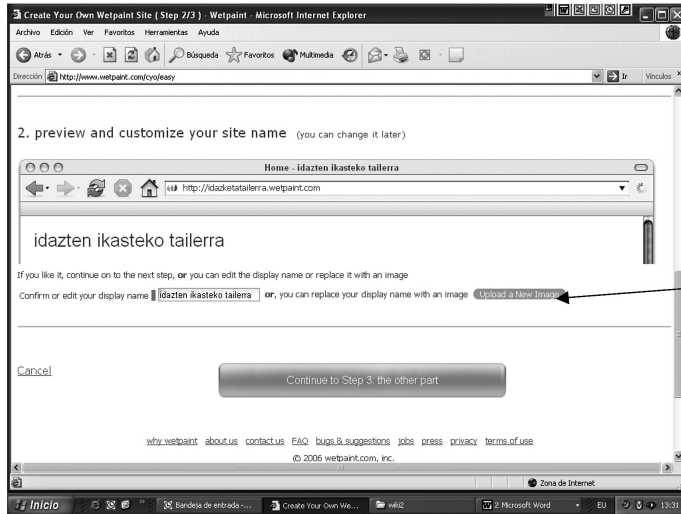 Create Your Own Wetpaint Site ( Step 2/3 ) - Wetpaint - Microsoft Internet Explorer
Archivo Edición Ver Favoritos Herramientas Ayuda
Atrás Búsqueda Favoritos Multimedia
Dirección http://www.wetpaint.com/cyo/easy Ir Vínculos
2. preview and customize your site name (you can change it later)
Home - idazten ikasteko tailerra
http://idazketatailerra.wetpaint.com
idazten ikasteko tailerra
If you like it, continue on to the next step, or you can edit the display name or replace it with an image
Confirm or edit your display name idazten ikasteko tailerra or, you can replace your display name with an image Upload a New Image
Cancel
Continue to Step 3: the other part
why wetpaint about us contact us FAQ bugs & suggestions jobs press privacy terms of use
© 2006 wetpaint.com, inc.
Zona de Internet
Inicio Bandeja de entrada -... Create Your Own We... wiki2 2 Microsoft Word EU 13:31